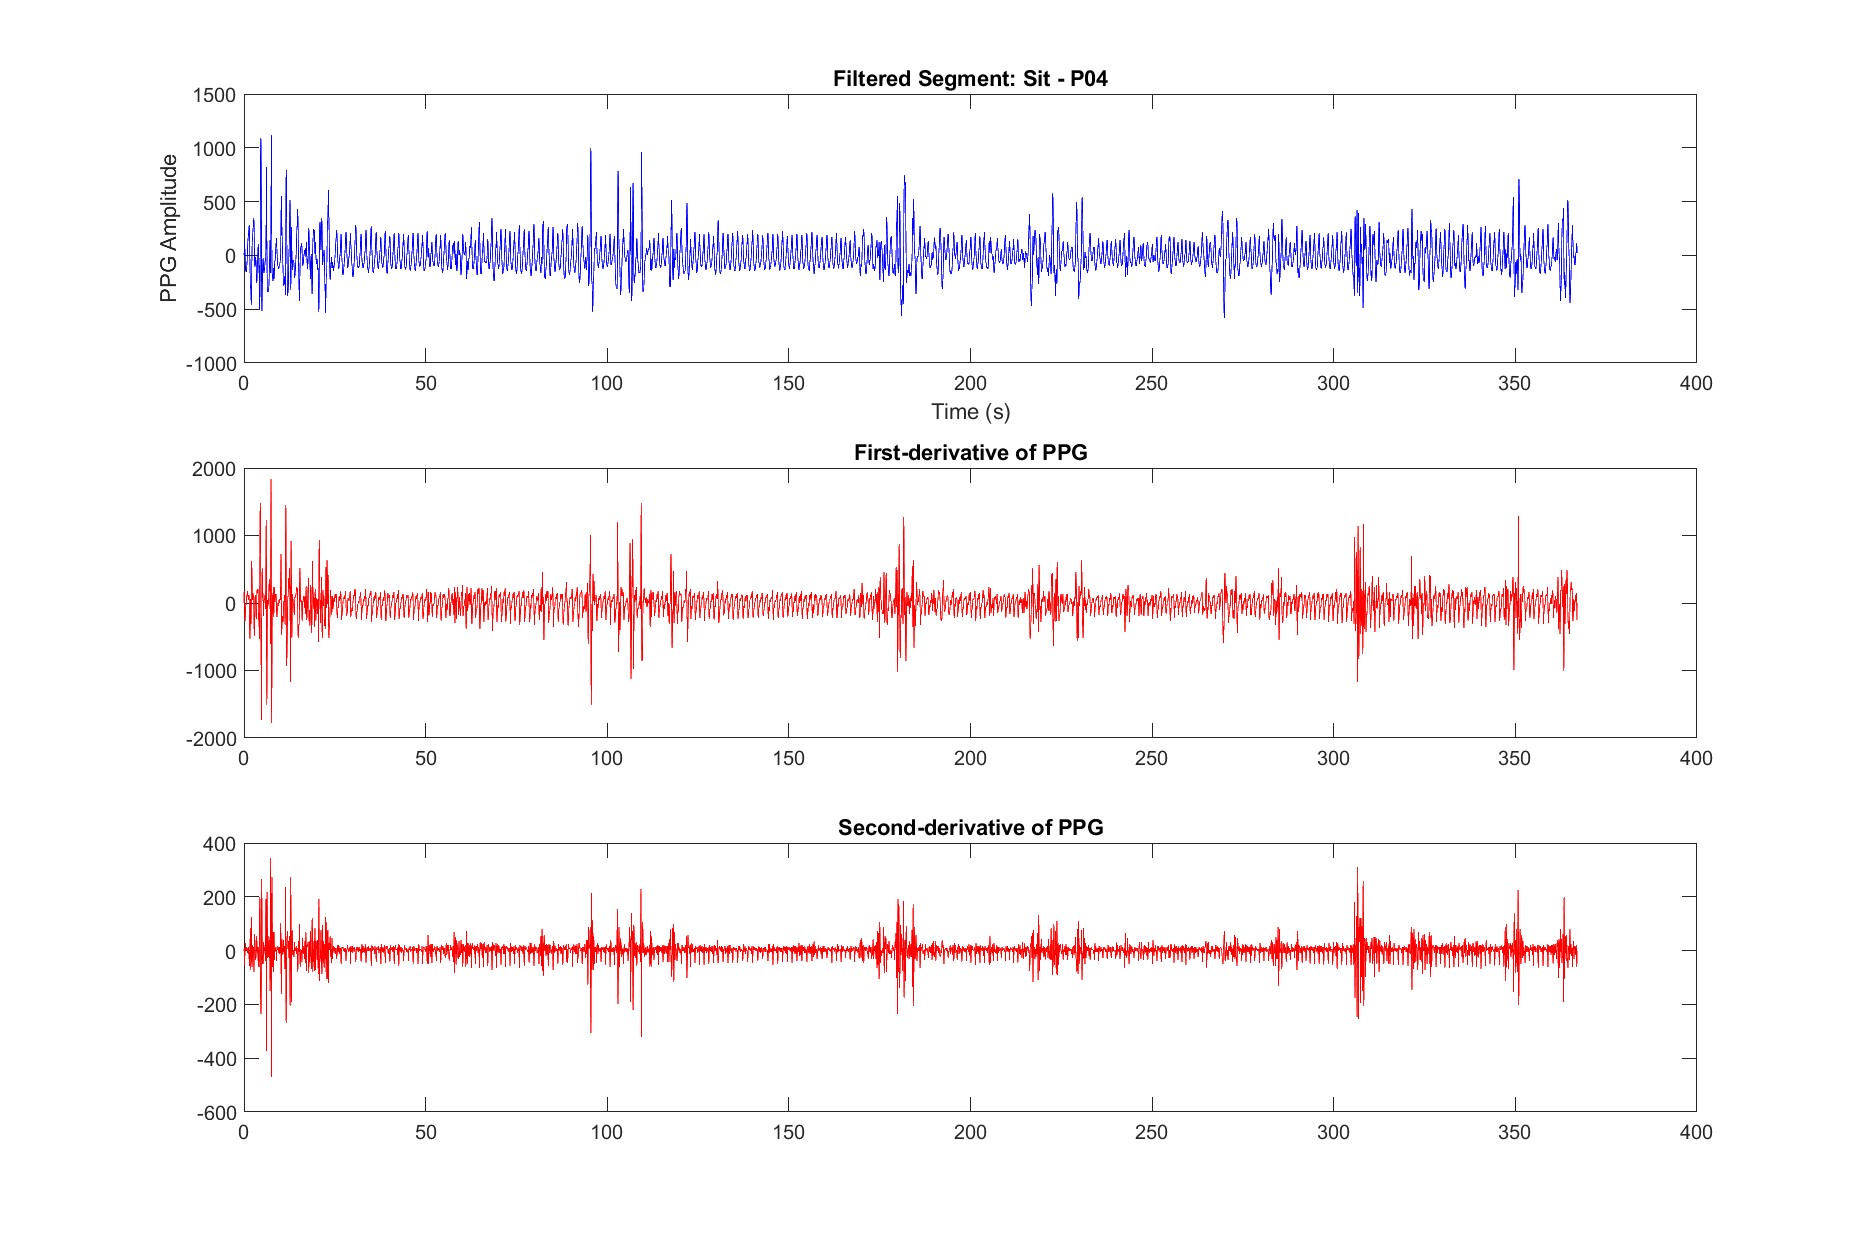 Filtered Segment: Sit - P04
1500
1000
500
0
-500
-1000
PPG Amplitude
0 50 100 150 200 250 300 350 400
Time (s)
First-derivative of PPG
2000
1000
0
-1000
-2000
0 50 100 150 200 250 300 350 400
Second-derivative of PPG
400
200
0
-200
-400
-600
0 50 100 150 200 250 300 350 400